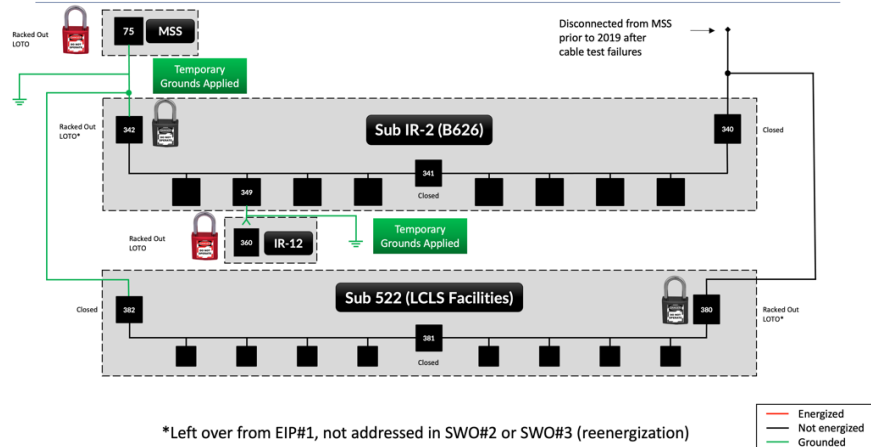 Racked Out
LOTO
75
MSS
Disconnected from MSS
prior to 2019 after
cable test failures
Temporary
Grounds Applied
Racked Out
LOTO*
342
Sub IR-2 (B626)
340
Closed
341
Closed
349
Racked Out
LOTO
360
IR-12
Temporary
Grounds Applied
Closed
382
Sub 522 (LCLS Facilities)
380
Racked Out
LOTO*
381
Closed
*Left over from EIP#1, not addressed in SWO#2 or SWO#3 (reenergization)
Energized
Not energized
Grounded